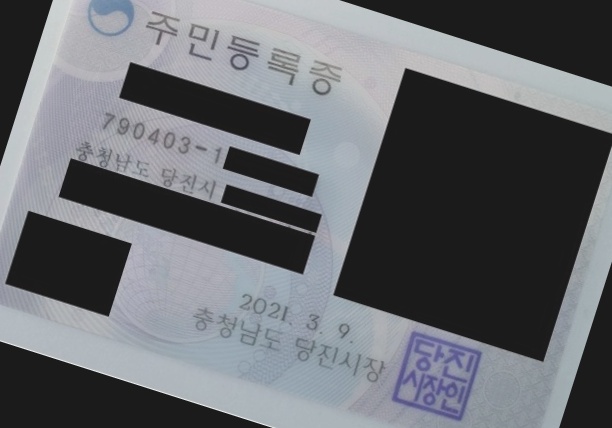 주민등록증
790403-1
충청남도 당진시
2021. 3. 9.
충청남도 당진시장
당진
시장인